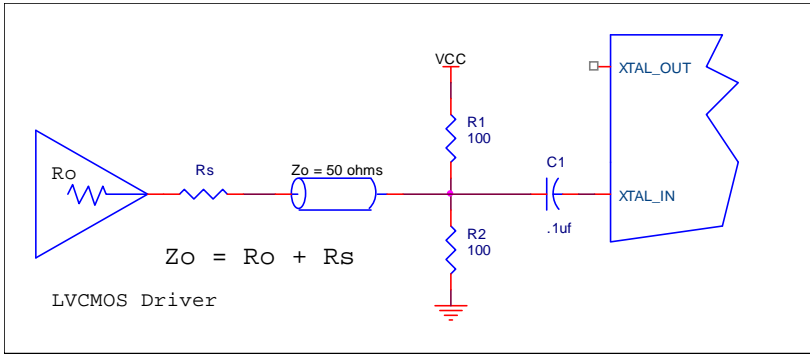 VCC
XTAL_OUT
R1
100
Ro
Rs
Zo = 50 ohms
C1
XTAL_IN
.1uf
R2
100
Zo = Ro + Rs
LVCMOS Driver